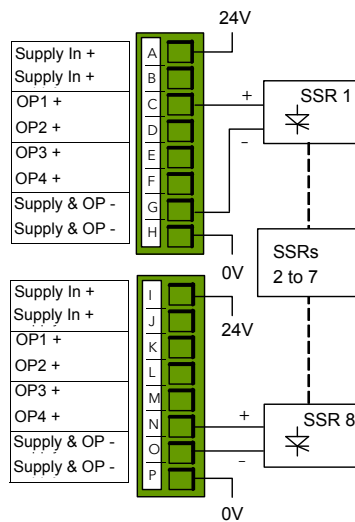 24V
Supply In +
Supply In +
OP1 +
OP2 +
OP3 +
OP4 +
Supply & OP -
Supply & OP -
A
B
C
D
E
F
G
H
+
–
SSR 1
0V
SSRs
2 to 7
Supply In +
Supply In +
OP1 +
OP2 +
OP3 +
OP4 +
Supply & OP -
Supply & OP -
I
J
K
L
M
N
O
P
24V
+
–
SSR 8
0V